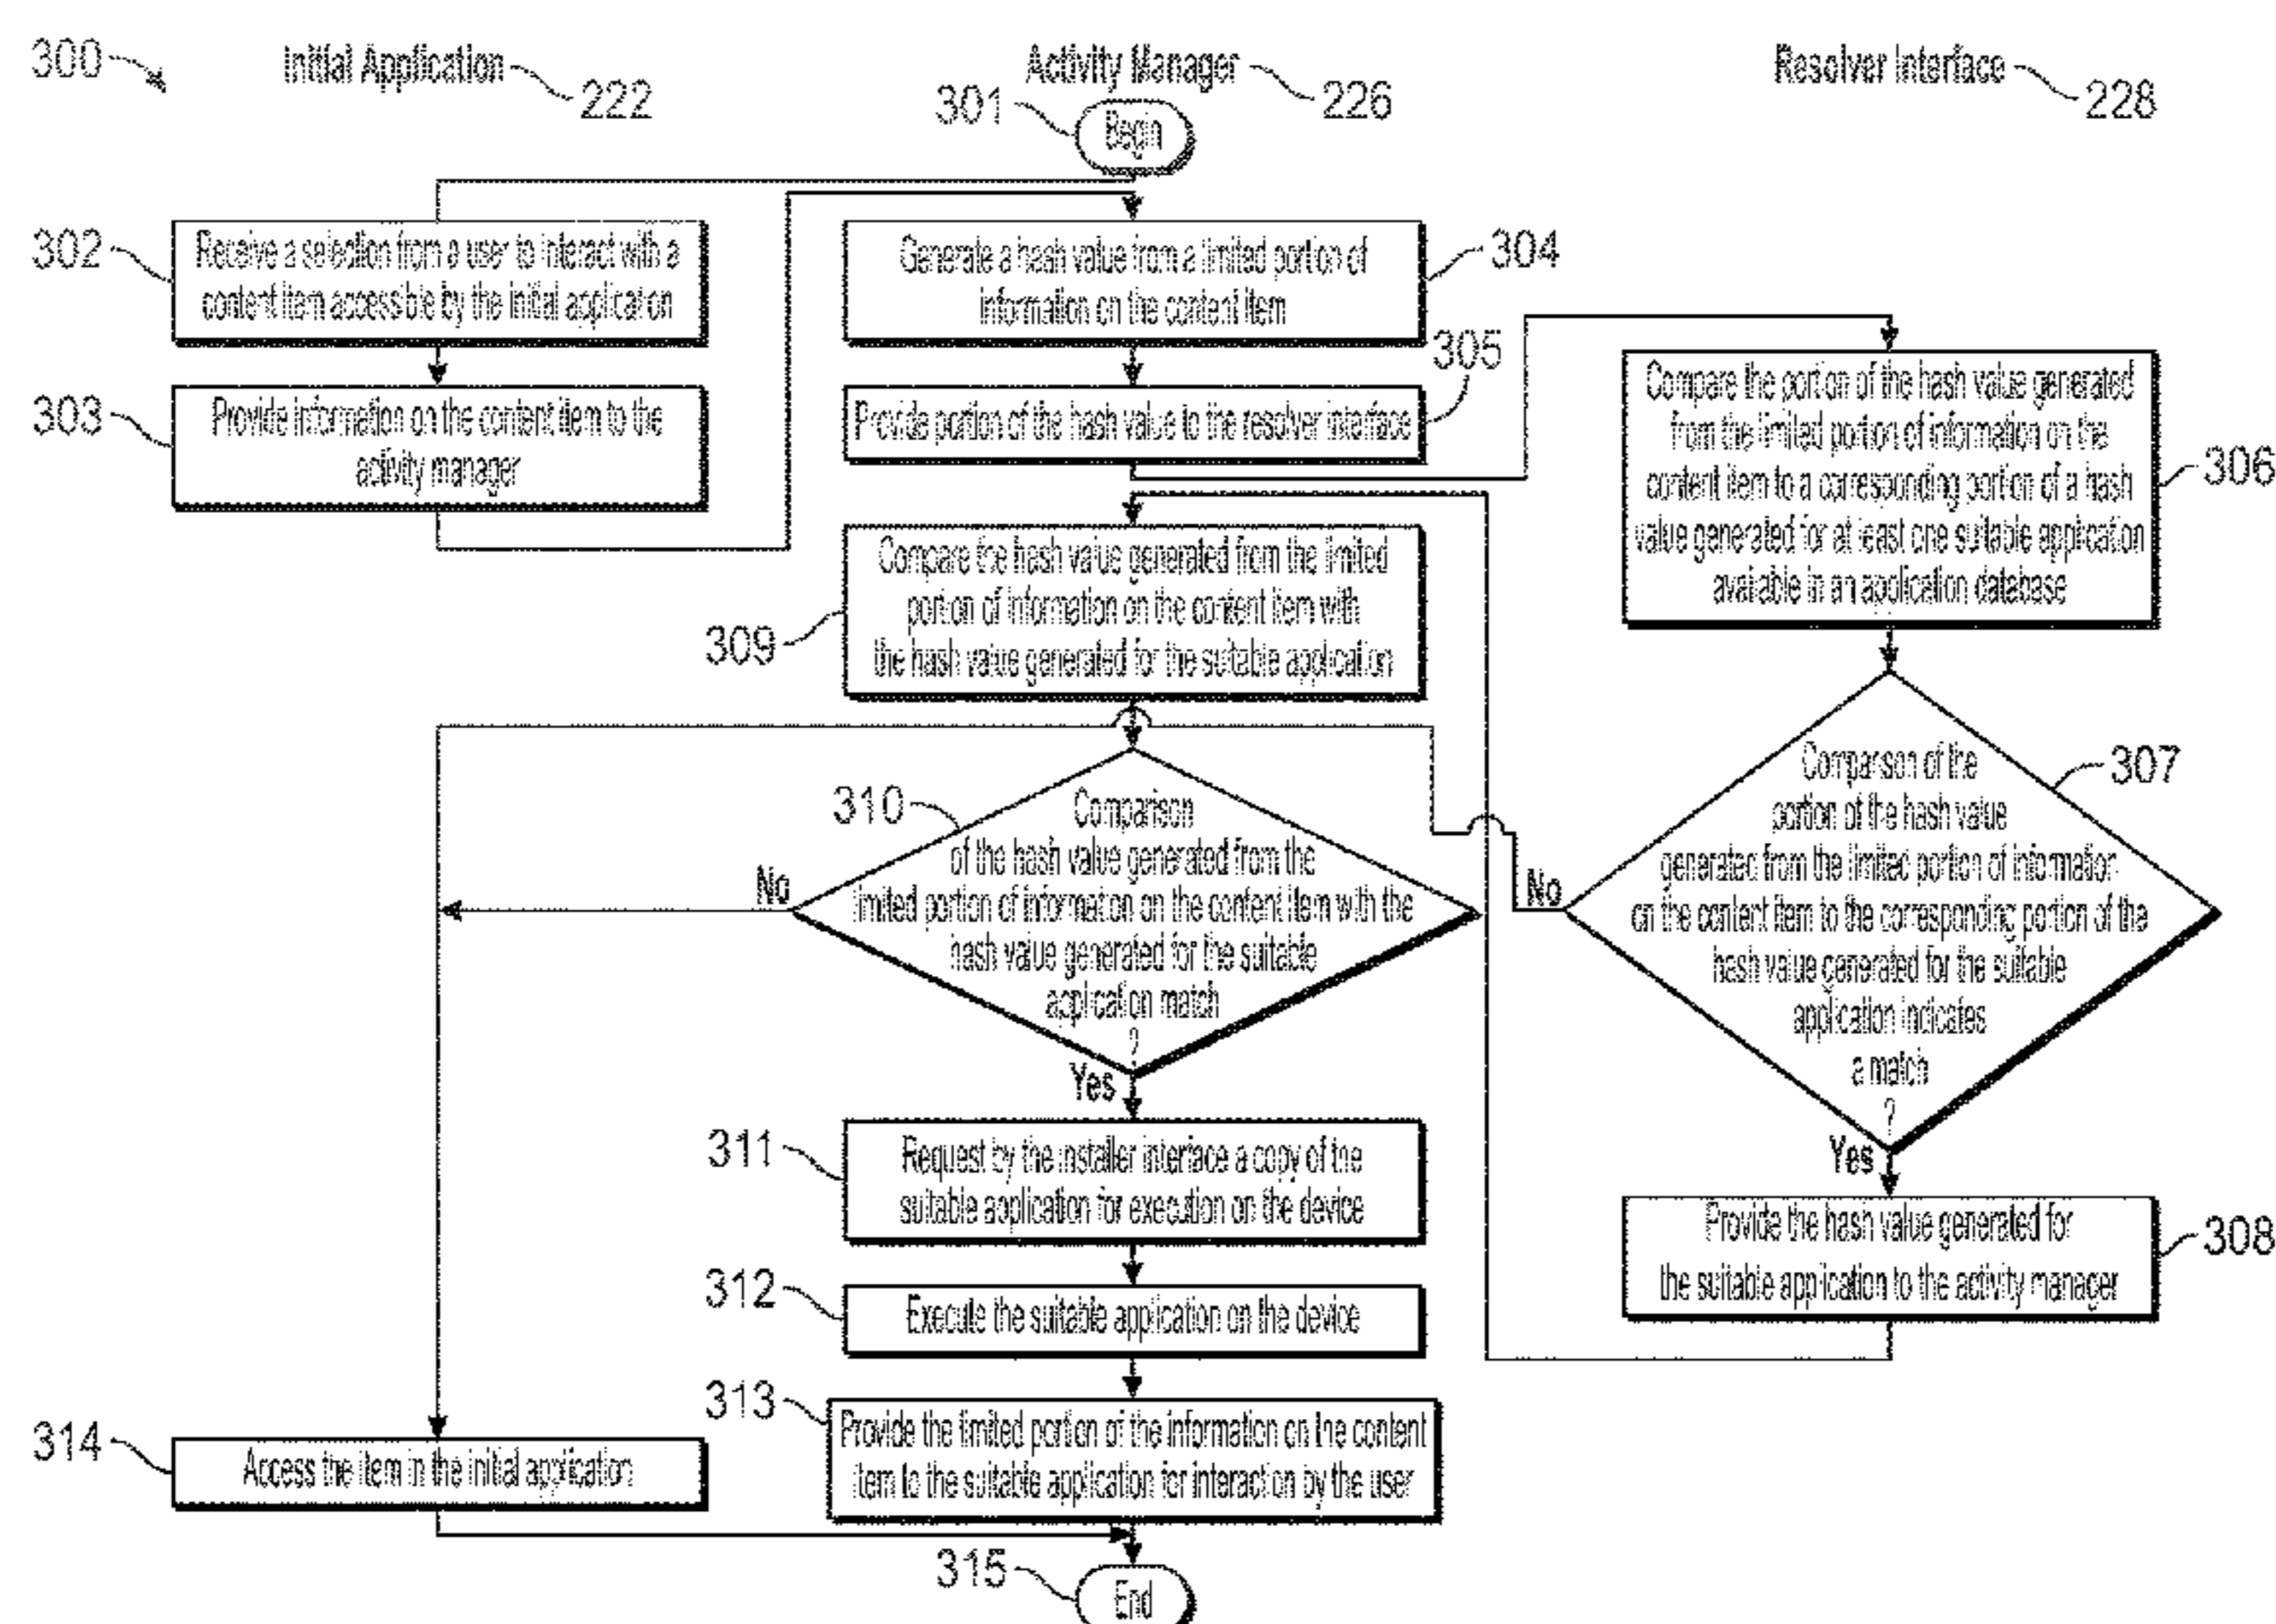 300
Initial Application
222
Activity Manager
226
Resolver Interface
228
301
Begin
302
Receive a selection from a user to interact with a
content item accessible by the initial application
303
Provide information on the content item to the
activity manager
304
Generate a hash value from a limited portion of
information on the content item
305
Provide portion of the hash value to the resolver interface
306
Compare the portion of the hash value generated
from the limited portion of information on the
content item to a corresponding portion of a hash
value generated for at least one suitable application
available in an application database
307
Comparison of the
portion of the hash value
generated from the limited portion of information
on the content item to the corresponding portion of the
hash value generated for the suitable
application indicates
a match
?
No
Yes
308
Provide the hash value generated for
the suitable application to the activity manager
309
Compare the hash value generated from the limited
portion of information on the content item with
the hash value generated for the suitable application
310
Comparison
of the hash value generated from the
limited portion of information on the content item with the
hash value generated for the suitable
application match
?
No
Yes
311
Request by the installer interface a copy of the
suitable application for execution on the device
312
Execute the suitable application on the device
313
Provide the limited portion of the information on the content
item to the suitable application for interaction by the user
314
Access the item in the initial application
315
End